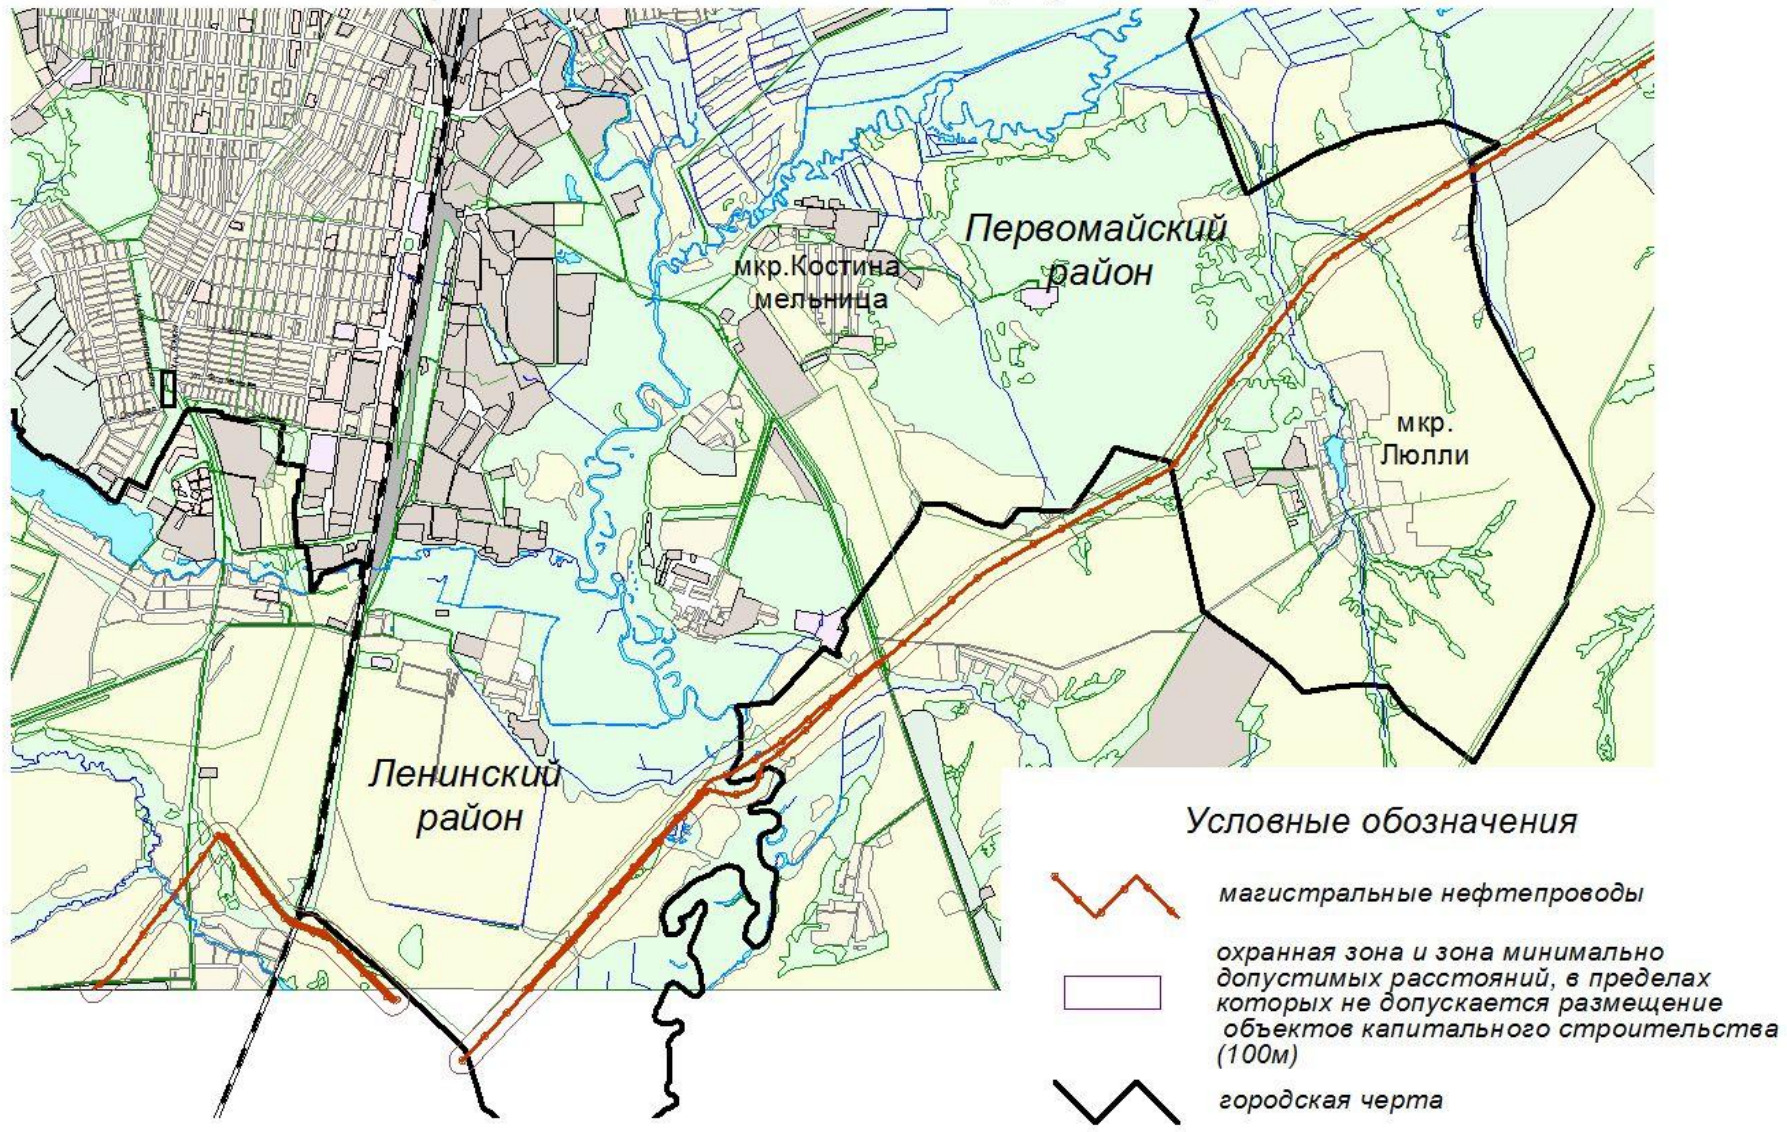 Первомайский
район
мкр.Костина
мельница
мкр.
Люлли
Ленинский
район
Условные обозначения
магистральные нефтепроводы
охранная зона и зона минимально
допустимых расстояний, в пределах
которых не допускается размещение
объектов капитального строительства
(100м)
городская черта